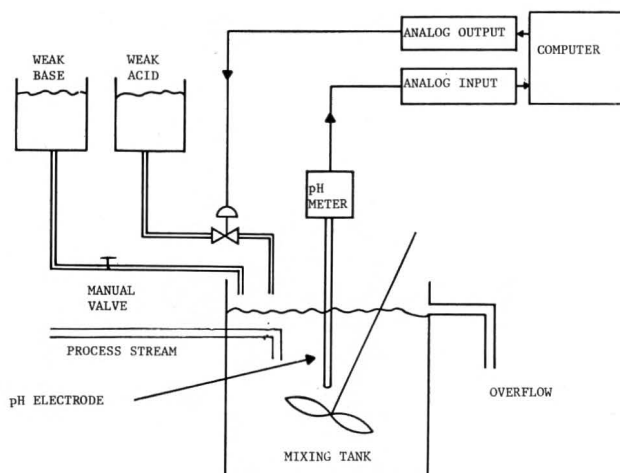 ANALOG OUTPUT
COMPUTER
ANALOG INPUT
WEAK
BASE
WEAK
ACID
pH
METER
MANUAL
VALVE
PROCESS STREAM
pH ELECTRODE
OVERFLOW
MIXING TANK